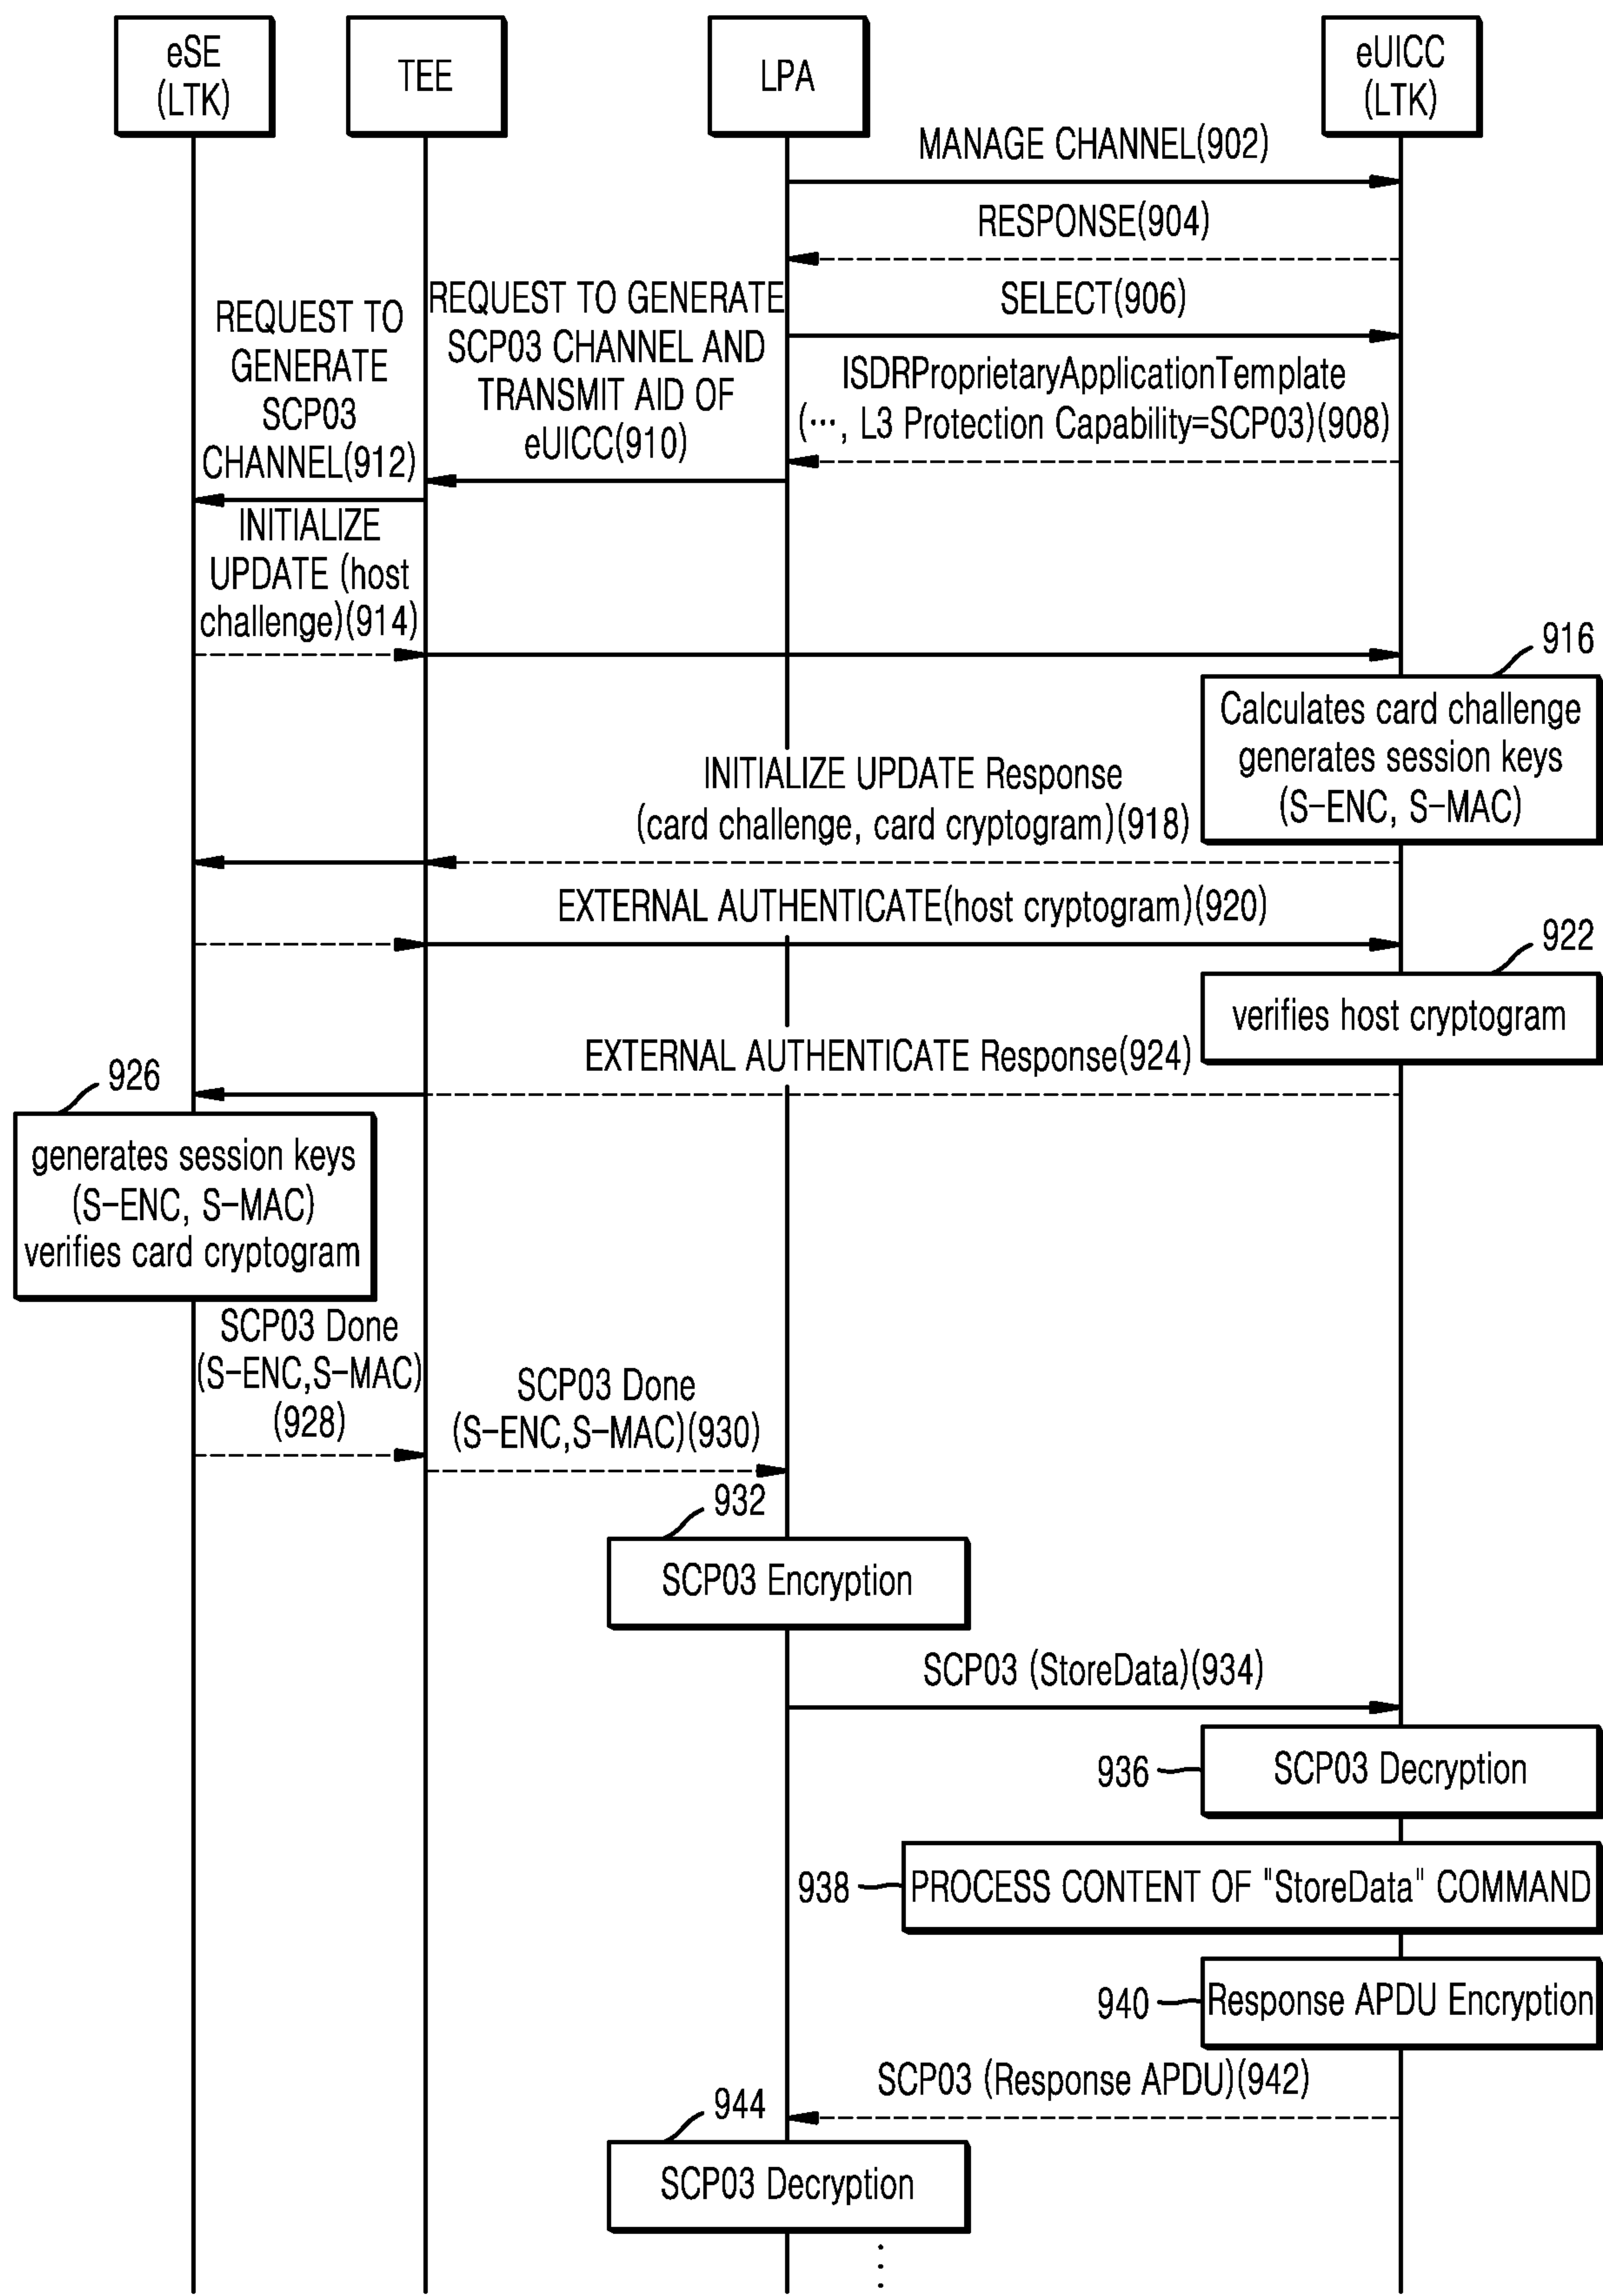 eSE
(LTK)
TEE
LPA
eUICC
(LTK)
MANAGE CHANNEL(902)
RESPONSE(904)
SELECT(906)
ISDRProprietaryApplicationTemplate
(···, L3 Protection Capability=SCP03)(908)
REQUEST TO GENERATE
SCP03 CHANNEL AND
TRANSMIT AID OF
eUICC(910)
REQUEST TO
GENERATE
SCP03
CHANNEL(912)
INITIALIZE
UPDATE (host
challenge)(914)
916
Calculates card challenge
generates session keys
(S-ENC, S-MAC)
INITIALIZE UPDATE Response
(card challenge, card cryptogram)(918)
EXTERNAL AUTHENTICATE(host cryptogram)(920)
922
verifies host cryptogram
EXTERNAL AUTHENTICATE Response(924)
926
generates session keys
(S-ENC, S-MAC)
verifies card cryptogram
SCP03 Done
(S-ENC,S-MAC)
(928)
SCP03 Done
(S-ENC,S-MAC)(930)
932
SCP03 Encryption
SCP03 (StoreData)(934)
936
SCP03 Decryption
938
PROCESS CONTENT OF "StoreData" COMMAND
940
Response APDU Encryption
SCP03 (Response APDU)(942)
944
SCP03 Decryption